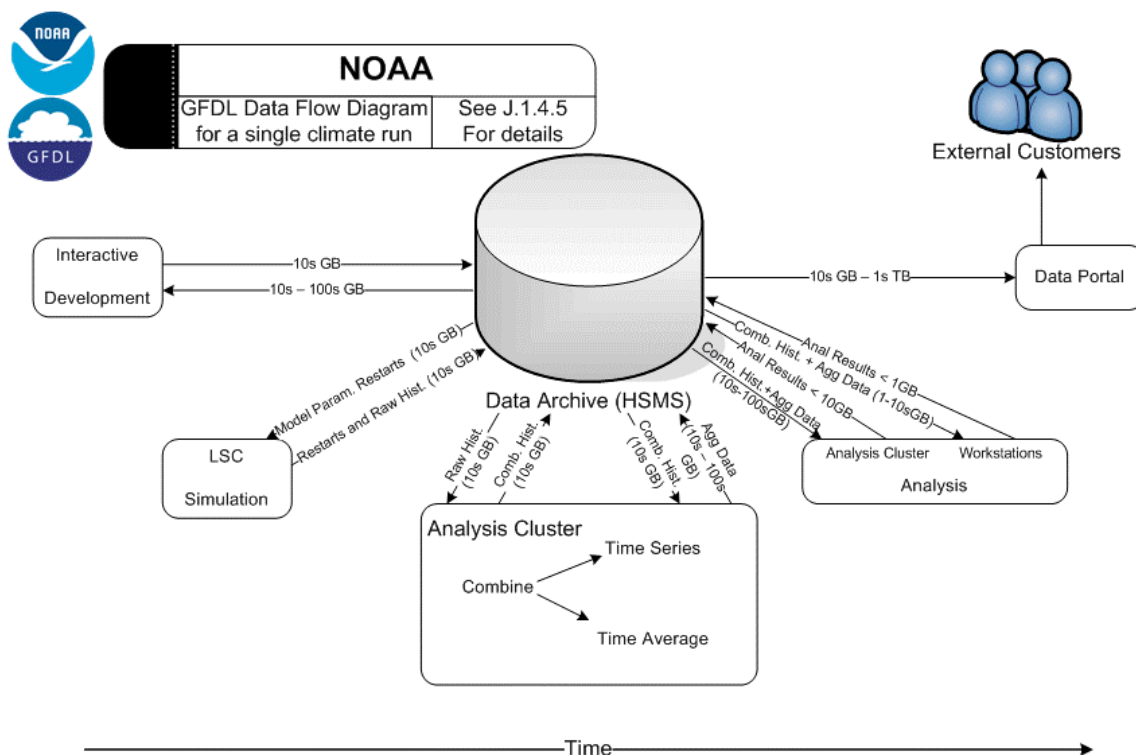 NOAA
GFDL
NOAA
GFDL Data Flow Diagram
for a single climate run
See J.1.4.5
For details
External Customers
Interactive
Development
10s GB
10s – 100s GB
10s GB – 1s TB
Data Portal
Model Param. Restarts (10s GB)
Restarts and Raw Hist. (10s GB)
Data Archive (HSMS)
Anal Results < 1GB
Comb. Hist. + Agg Data (1-10sGB)
Anal Results < 10GB
Comb. Hist.+Agg Data
(10s-100sGB)
LSC
Simulation
Raw Hist.
(10s GB)
Comb. Hist.
(10s GB)
Comb. Hist.
(10s GB)
Agg Data
(10s – 100s
GB)
Analysis Cluster
Workstations
Analysis
Analysis Cluster
Time Series
Combine
Time Average
Time